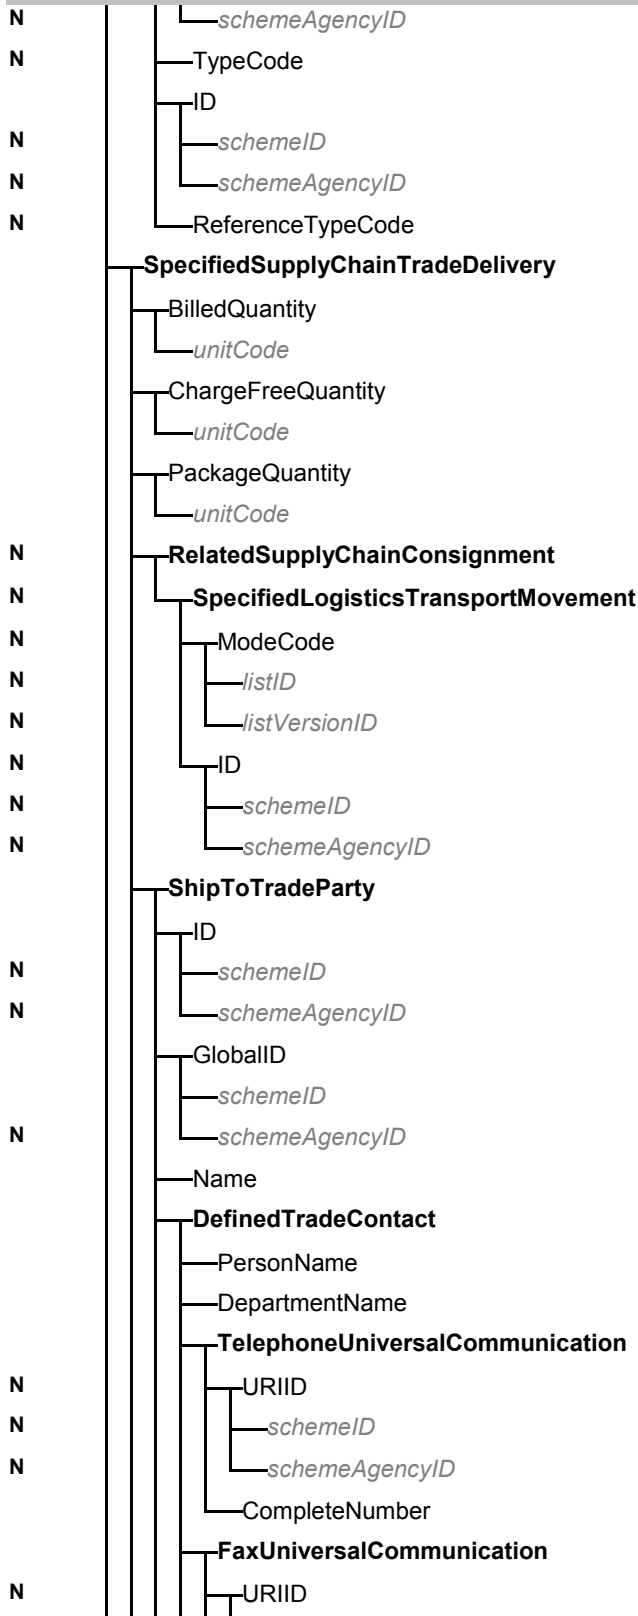 N schemeAgencyID
N TypeCode
ID
N schemeID
N schemeAgencyID
N ReferenceTypeCode
SpecifiedSupplyChainTradeDelivery
BilledQuantity
unitCode
ChargeFreeQuantity
unitCode
PackageQuantity
unitCode
N RelatedSupplyChainConsignment
N SpecifiedLogisticsTransportMovement
N ModeCode
N listID
N listVersionID
N ID
N schemeID
N schemeAgencyID
ShipToTradeParty
ID
N schemeID
N schemeAgencyID
GlobalID
schemeID
N schemeAgencyID
Name
DefinedTradeContact
PersonName
DepartmentName
TelephoneUniversalCommunication
N URIID
N schemeID
N schemeAgencyID
CompleteNumber
FaxUniversalCommunication
N URIID